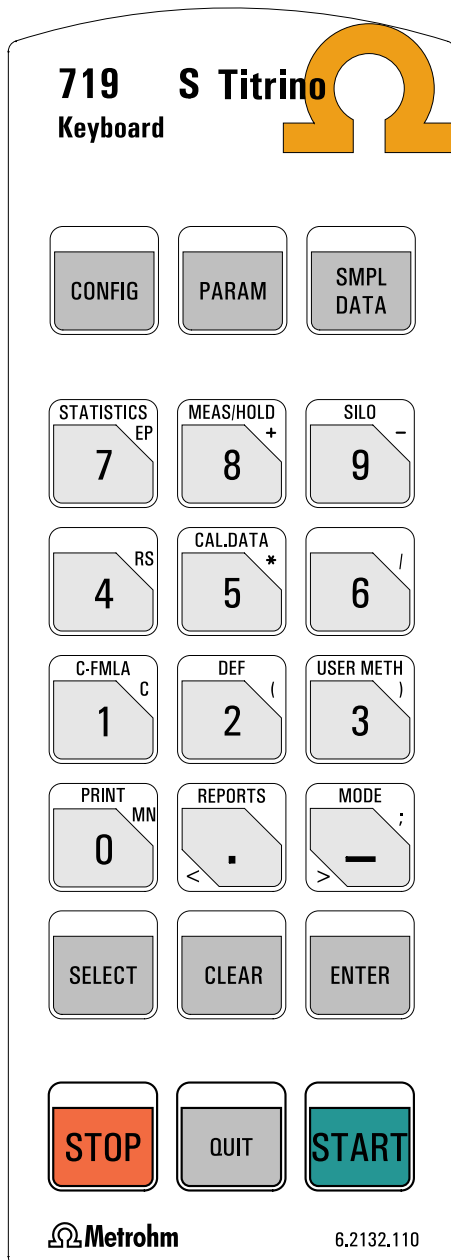 719 S Titrino
Keyboard
CONFIG PARAM SMPL DATA
STATISTICS MEAS/HOLD SILO
EP + –
7 8 9
CAL.DATA
RS * /
4 5 6
C-FMLA DEF USER METH
C ( )
1 2 3
PRINT REPORTS MODE
MN ;
0 . –
< >
SELECT CLEAR ENTER
STOP QUIT START
Metrohm 6.2132.110